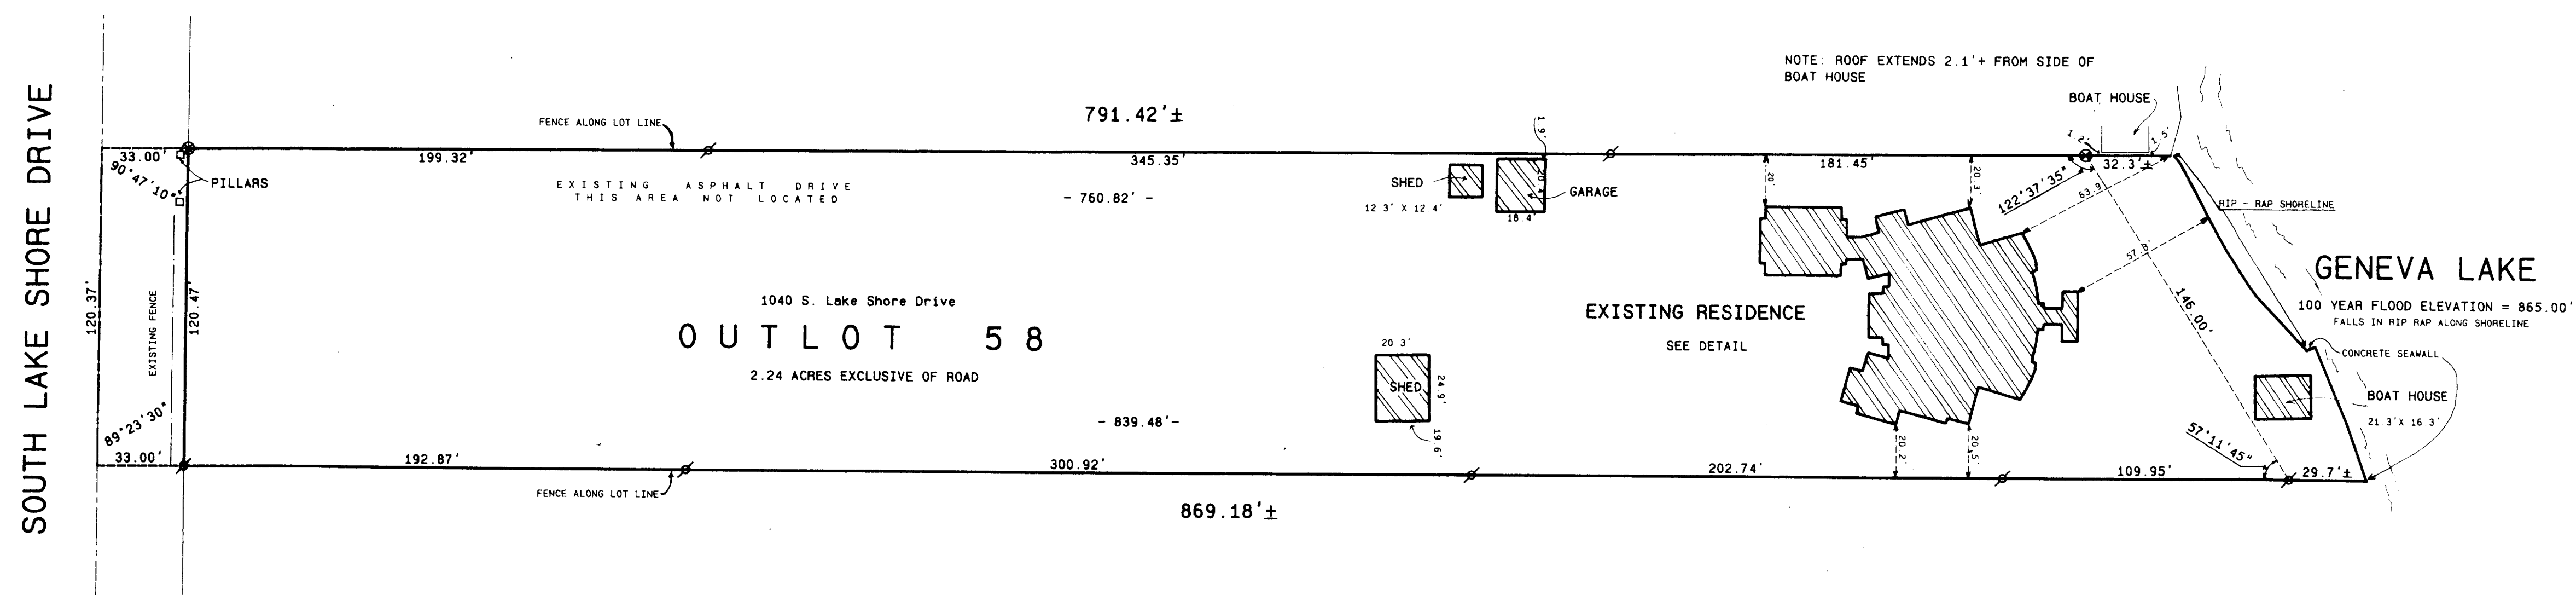 SOUTH LAKE SHORE DRIVE
NOTE: ROOF EXTENDS 2.1'+ FROM SIDE OF
BOAT HOUSE
BOAT HOUSE
791.42'±
FENCE ALONG LOT LINE
1.9'
1.2'
1.5'
33.00'
199.32'
345.35'
181.45'
32.3'±
90°47'10"
PILLARS
EXISTING ASPHALT DRIVE
THIS AREA NOT LOCATED
- 760.82' -
SHED
12.3' X 12.4'
20.4'
GARAGE
18.4'
20'
20.3'
122°37'35"
63.9'
RIP - RAP SHORELINE
57.8'
GENEVA LAKE
100 YEAR FLOOD ELEVATION = 865.00'
FALLS IN RIP RAP ALONG SHORELINE
120.37'
EXISTING FENCE
120.47'
1040 S. Lake Shore Drive
OUTLOT 58
2.24 ACRES EXCLUSIVE OF ROAD
EXISTING RESIDENCE
SEE DETAIL
146.00'
20.3'
SHED
24.9'
19.6'
CONCRETE SEAWALL
BOAT HOUSE
21.3' X 16.3'
- 839.48' -
89°23'30"
33.00'
192.87'
300.92'
202.74'
20.2'
20.5'
57°11'45"
109.95'
29.7'±
FENCE ALONG LOT LINE
869.18'±